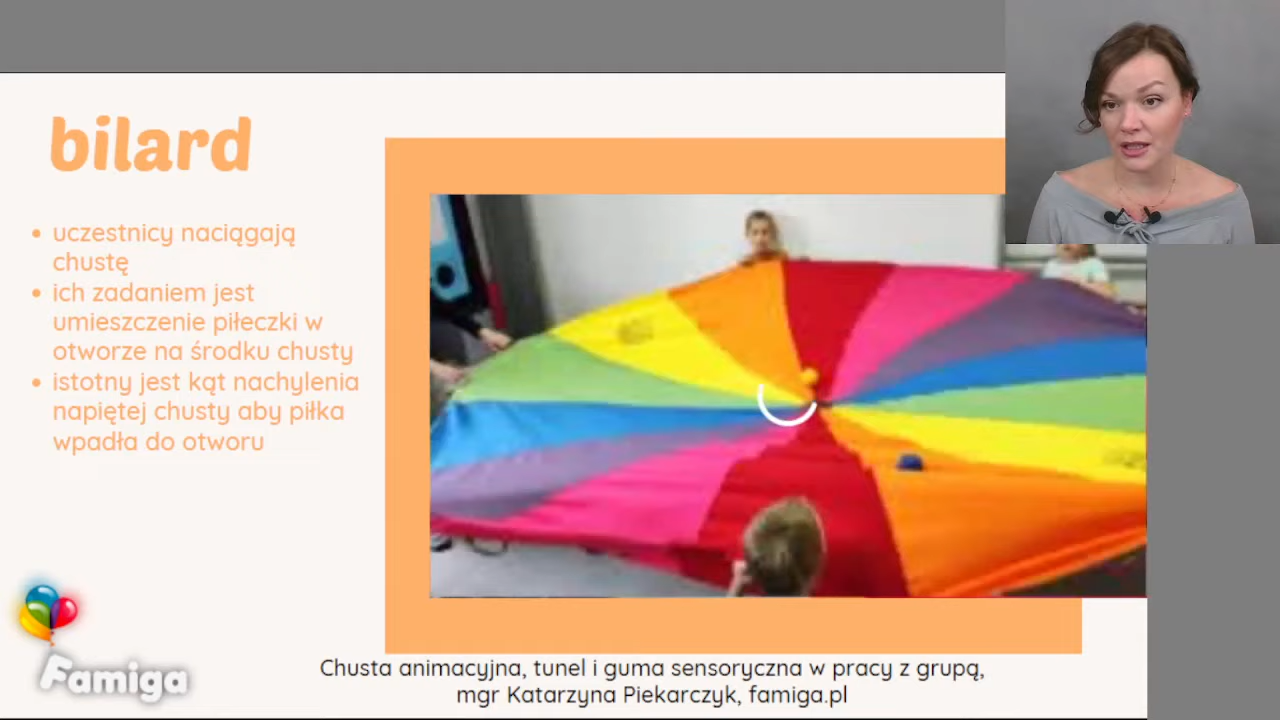 bilard
• uczestnicy naciągają
chustę
• ich zadaniem jest
umieszczenie piłeczki w
otworze na środku chusty
• istotny jest kąt nachylenia
napiętej chusty aby piłka
wpadła do otworu
Famiga
Chusta animacyjna, tunel i guma sensoryczna w pracy z grupą,
mgr Katarzyna Piekarczyk, famiga.pl